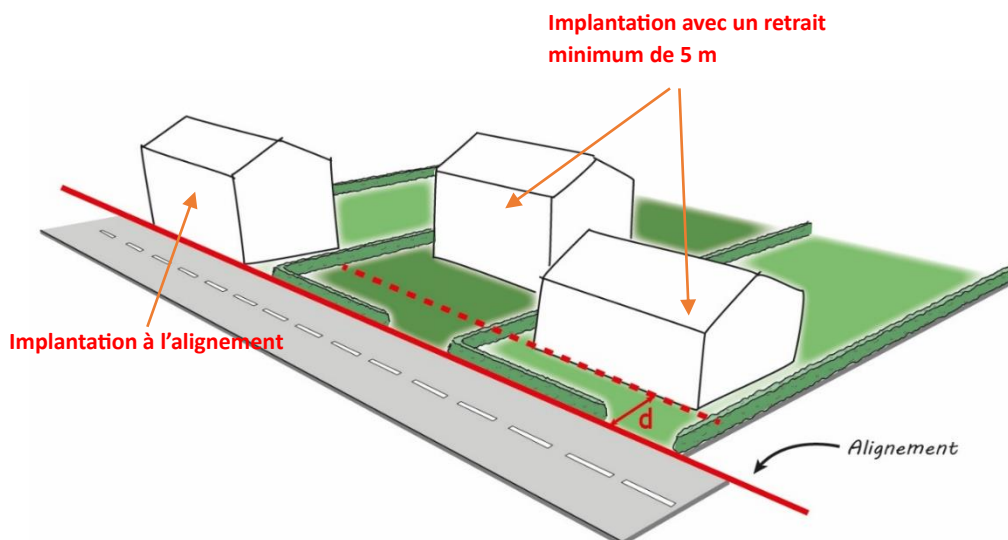 Implantation avec un retrait
minimum de 5 m
Implantation à l’alignement
d
Alignement